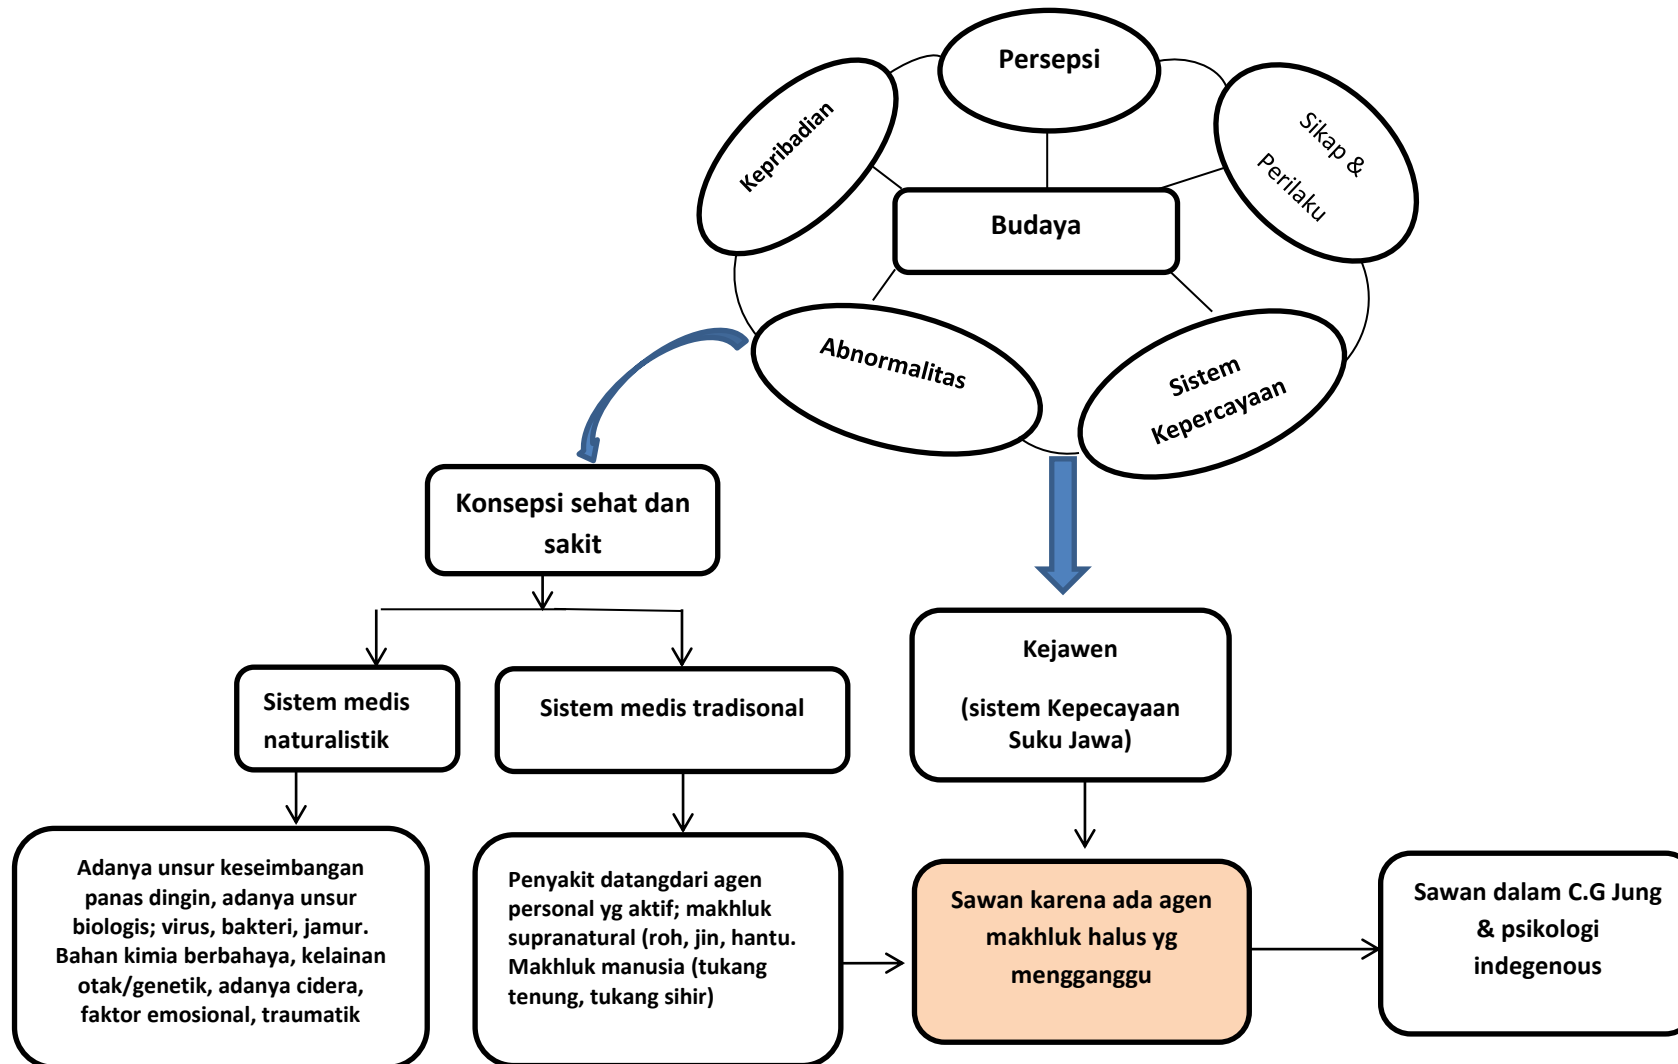 Persepsi
Kepribadian
Sikap &
Perilaku
Budaya
Abnormalitas
Sistem
Kepercayaan
Konsepsi sehat dan
sakit
Sistem medis
naturalistik
Sistem medis tradisonal
Kejawen
(sistem Kepecayaan
Suku Jawa)
Adanya unsur keseimbangan
panas dingin, adanya unsur
biologis; virus, bakteri, jamur.
Bahan kimia berbahaya, kelainan
otak/genetik, adanya cidera,
faktor emosional, traumatik
Penyakit datangdari agen
personal yg aktif; makhluk
supranatural (roh, jin, hantu.
Makhluk manusia (tukang
tenung, tukang sihir)
Sawan karena ada agen
makhluk halus yg
mengganggu
Sawan dalam C.G Jung
& psikologi
indegenous